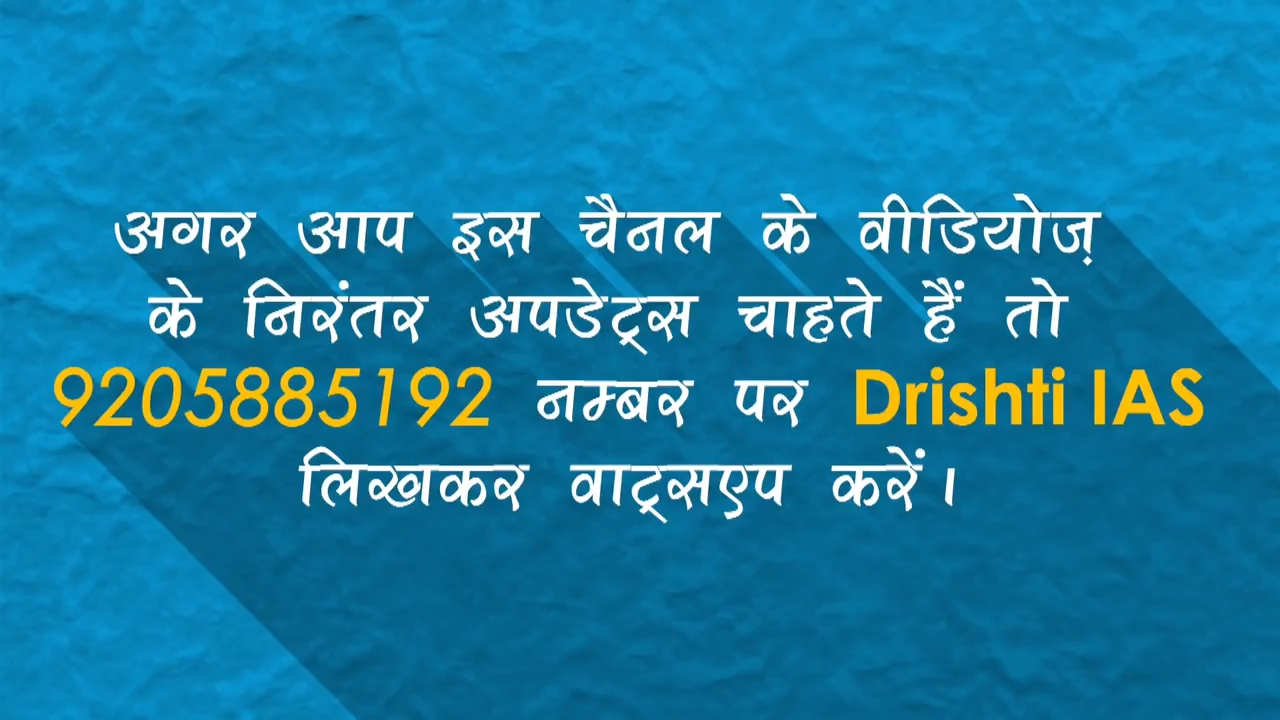 अगर आप इस चैनल के वीडियोज़
के निरंतर अपडेट्स चाहते हैं तो
9205885192 नम्बर पर Drishti IAS
लिखकर वाट्सएप करें।